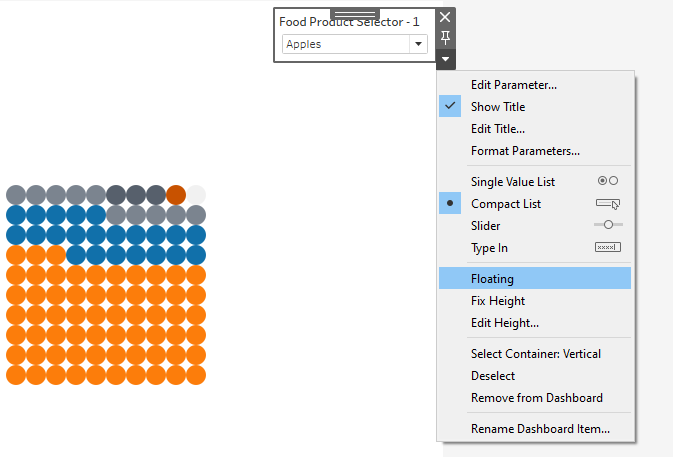 Food Product Selector - 1
Apples
Edit Parameter...
Show Title
Edit Title...
Format Parameters...
Single Value List
Compact List
Slider
Type In
Floating
Fix Height
Edit Height...
Select Container: Vertical
Deselect
Remove from Dashboard
Rename Dashboard Item...